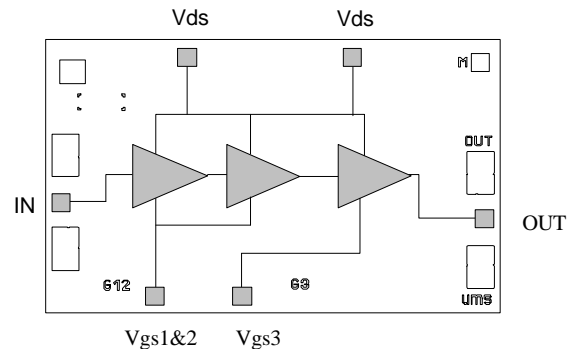 Vds Vds
M
OUT
IN
OUT
G12 G3
ums
Vgs1&2 Vgs3